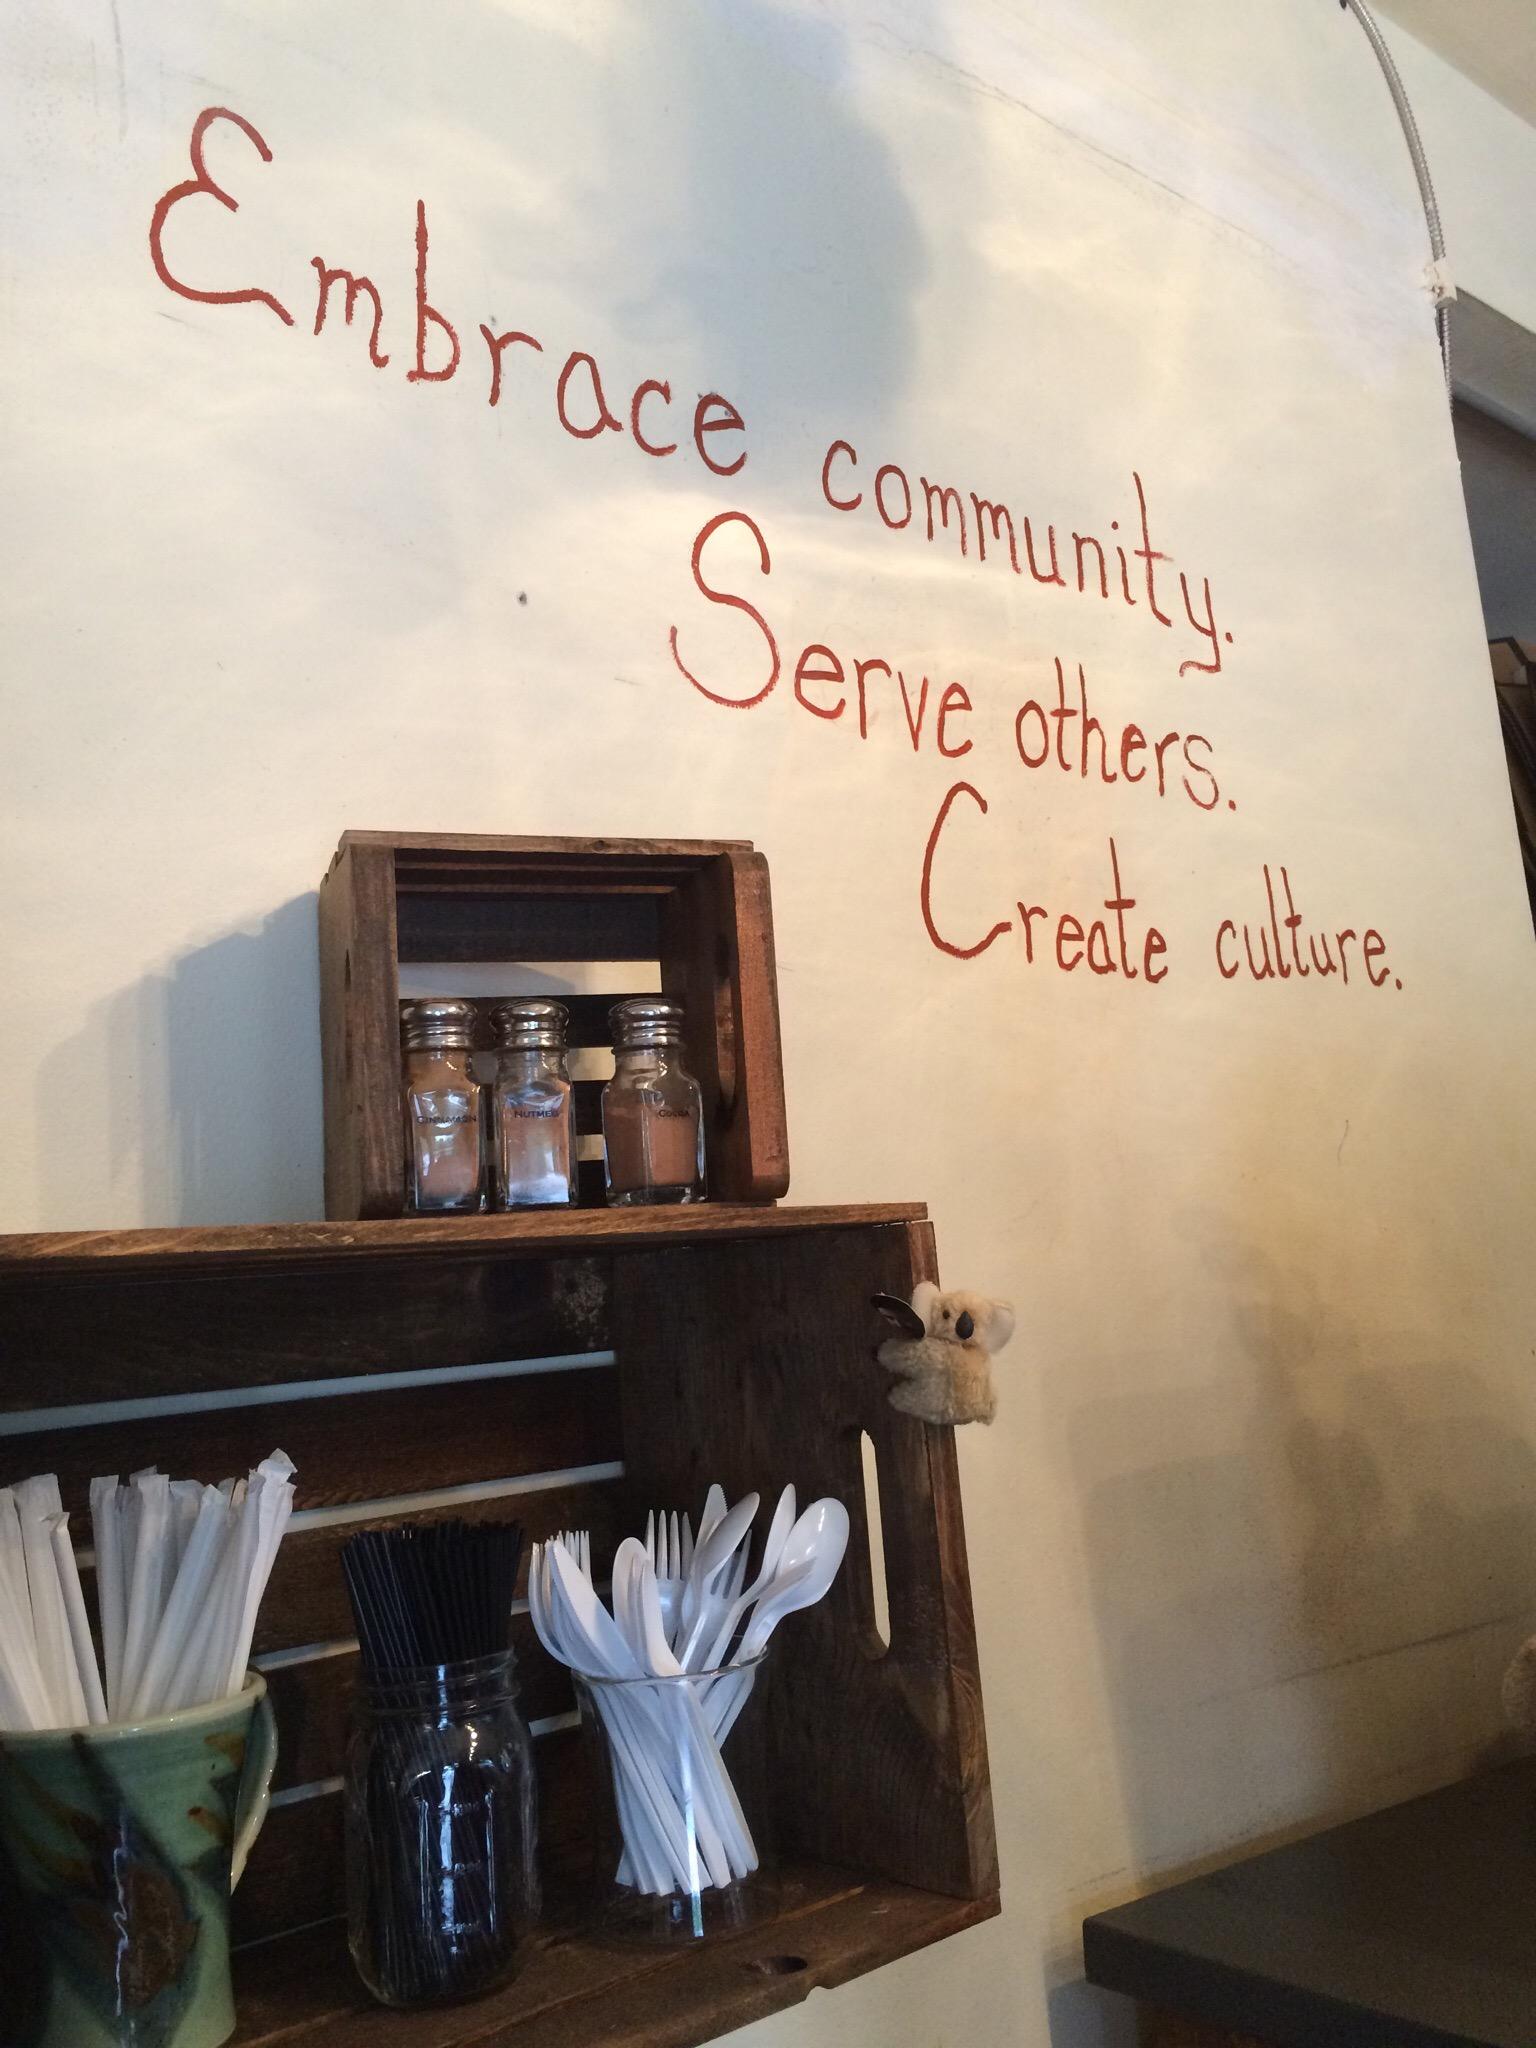 Embrace community.
Serve others.
Create culture.
CINNAMON
NUTMEG
COCOA